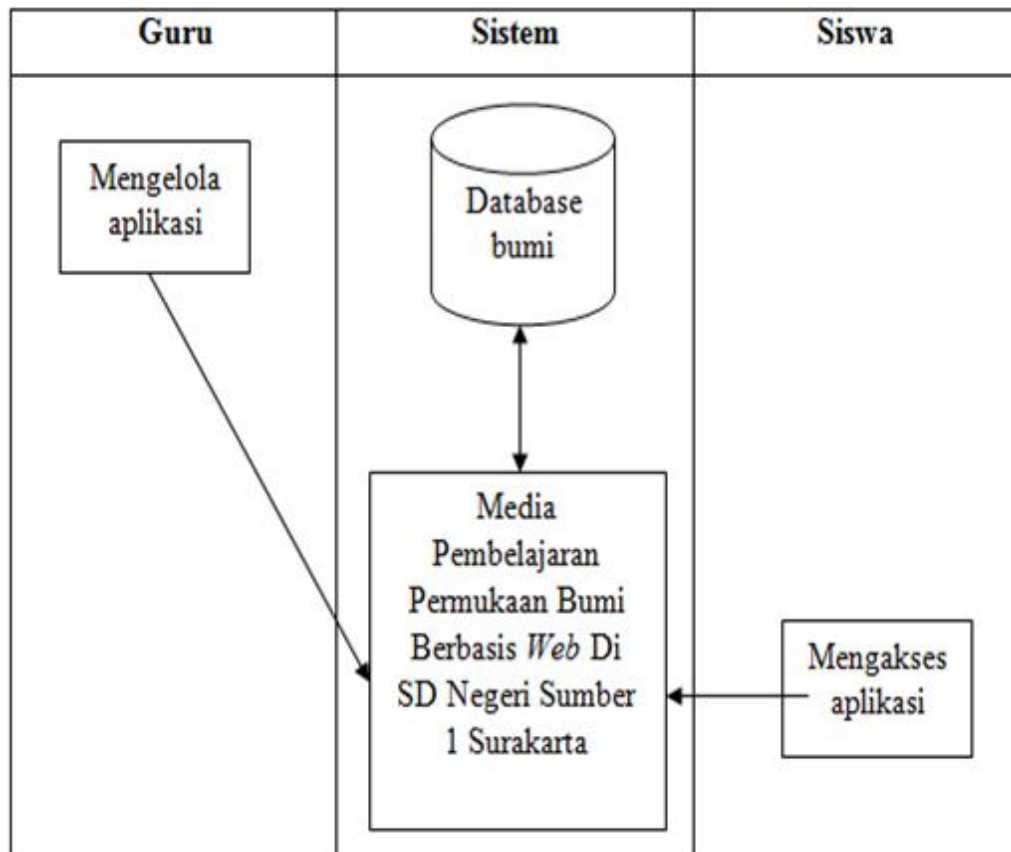 Guru
Sistem
Siswa
Mengelola
aplikasi
Database
bumi
Media
Pembelajaran
Permukaan Bumi
Berbasis Web Di
SD Negeri Sumber
1 Surakarta
Mengakses
aplikasi